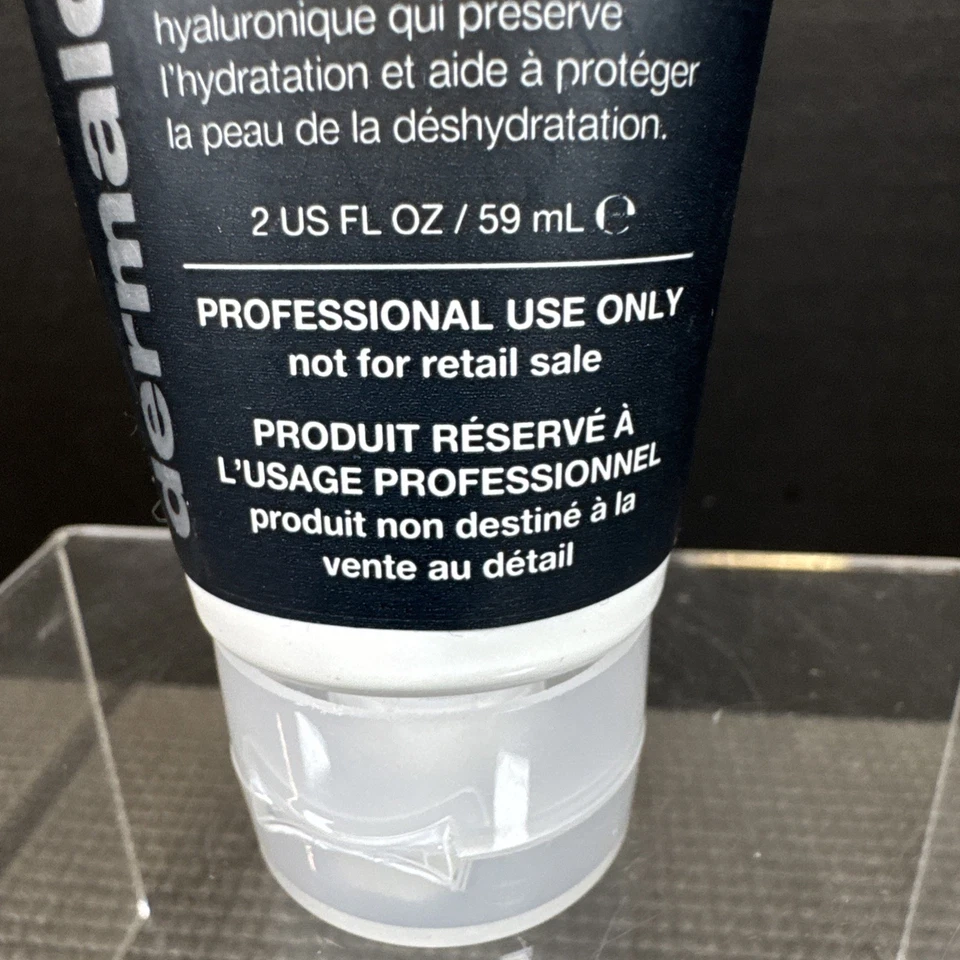 hyaluronique qui préserve
l'hydratation et aide à protéger
la peau de la déshydratation.
2 US FL OZ / 59 mL ℮
PROFESSIONAL USE ONLY
not for retail sale
PRODUIT RÉSERVÉ À
L'USAGE PROFESSIONNEL
produit non destiné à la
vente au détail
dermalo